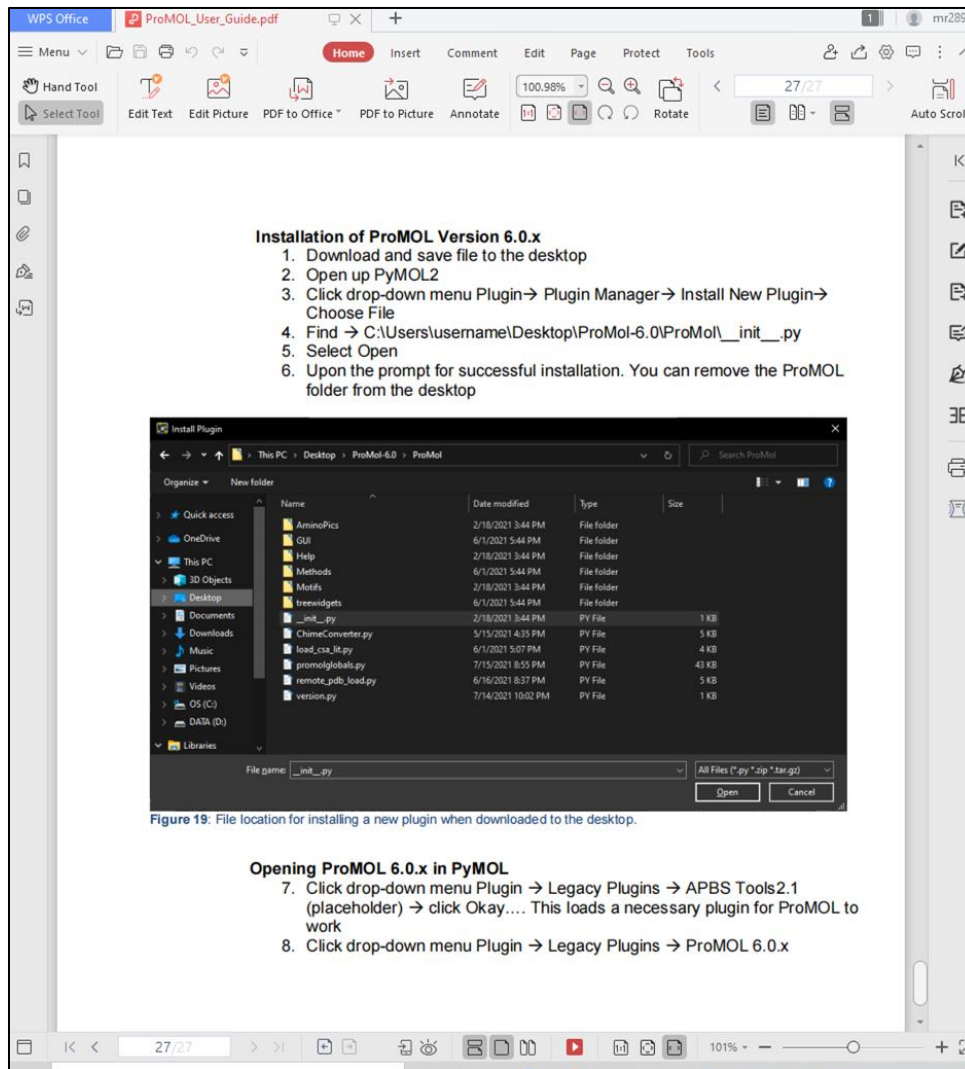 WPS Office ProMOL_User_Guide.pdf + 1 mr289
Menu Home Insert Comment Edit Page Protect Tools
Hand Tool 100.98% 27/27
Select Tool Edit Text Edit Picture PDF to Office PDF to Picture Annotate Rotate Auto Scrol
Installation of ProMOL Version 6.0.x
1. Download and save file to the desktop
2. Open up PyMOL2
3. Click drop-down menu Plugin→ Plugin Manager→ Install New Plugin→
Choose File
4. Find → C:\Users\username\Desktop\ProMol-6.0\ProMol\__init__.py
5. Select Open
6. Upon the prompt for successful installation. You can remove the ProMOL
folder from the desktop
Install Plugin
This PC › Desktop › ProMol-6.0 › ProMol Search ProMol
Organize New folder
Name Date modified Type Size
Quick access AminoPics 2/18/2021 3:44 PM File folder
GUI 6/1/2021 5:44 PM File folder
OneDrive Help 2/18/2021 3:44 PM File folder
This PC Methods 6/1/2021 5:44 PM File folder
3D Objects Motifs 2/18/2021 3:44 PM File folder
Desktop treewidgets 6/1/2021 5:44 PM File folder
Documents __init__.py 2/18/2021 3:44 PM PY File 1 KB
Downloads ChimeConverter.py 5/15/2021 4:35 PM PY File 5 KB
Music load_csa_lit.py 6/1/2021 5:07 PM PY File 4 KB
Pictures promolglobals.py 7/15/2021 8:55 PM PY File 43 KB
Videos remote_pdb_load.py 6/16/2021 8:37 PM PY File 5 KB
OS (C:) version.py 7/14/2021 10:02 PM PY File 1 KB
DATA (D:)
Libraries
File name: __init__.py All Files (*.py *.zip *.tar.gz)
Open Cancel
Figure 19: File location for installing a new plugin when downloaded to the desktop.
Opening ProMOL 6.0.x in PyMOL
7. Click drop-down menu Plugin → Legacy Plugins → APBS Tools2.1
(placeholder) → click Okay…. This loads a necessary plugin for ProMOL to
work
8. Click drop-down menu Plugin → Legacy Plugins → ProMOL 6.0.x
27/27 101%